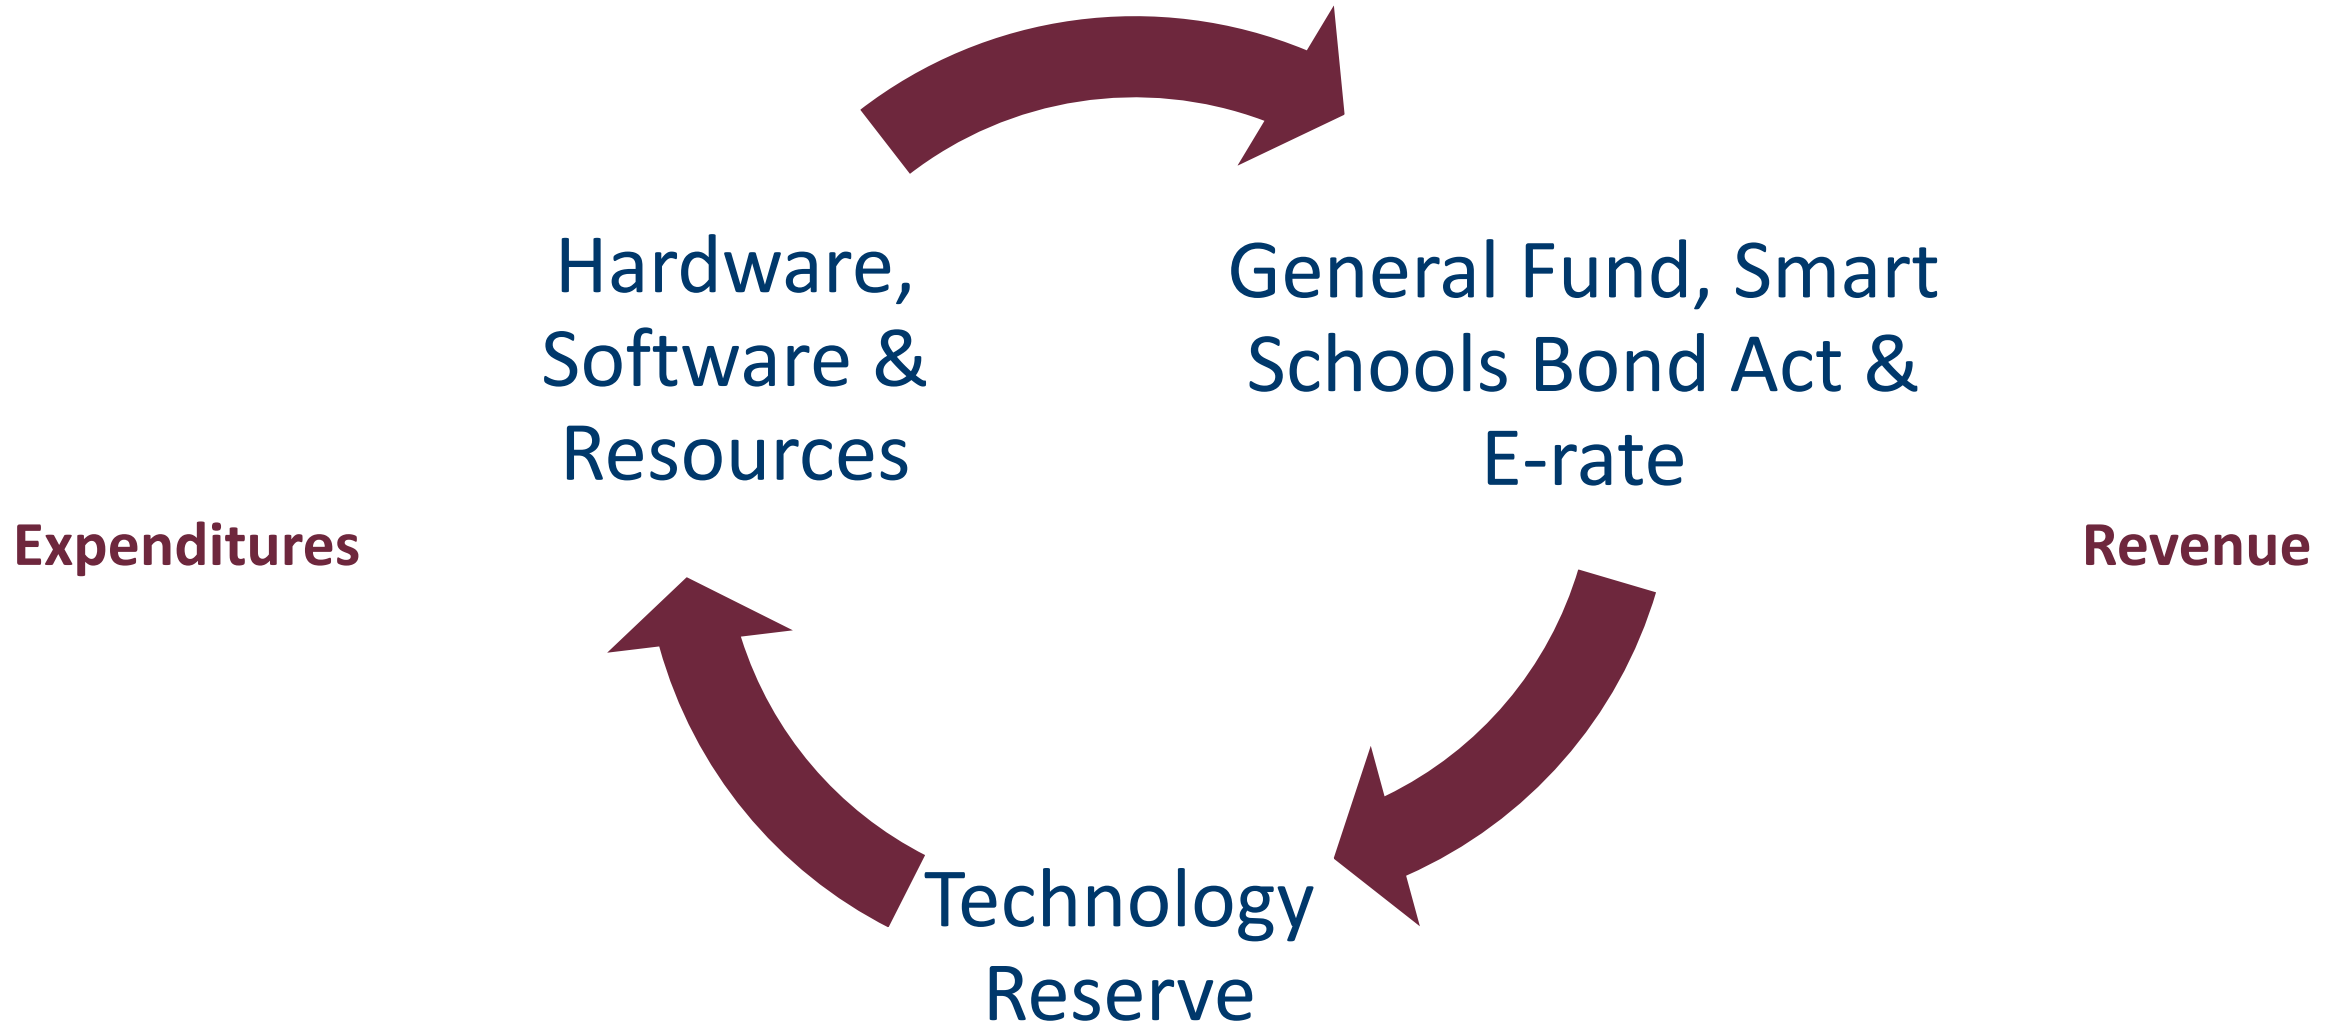 Hardware,
Software &
Resources
General Fund, Smart
Schools Bond Act &
E-rate
Expenditures
Revenue
Technology
Reserve